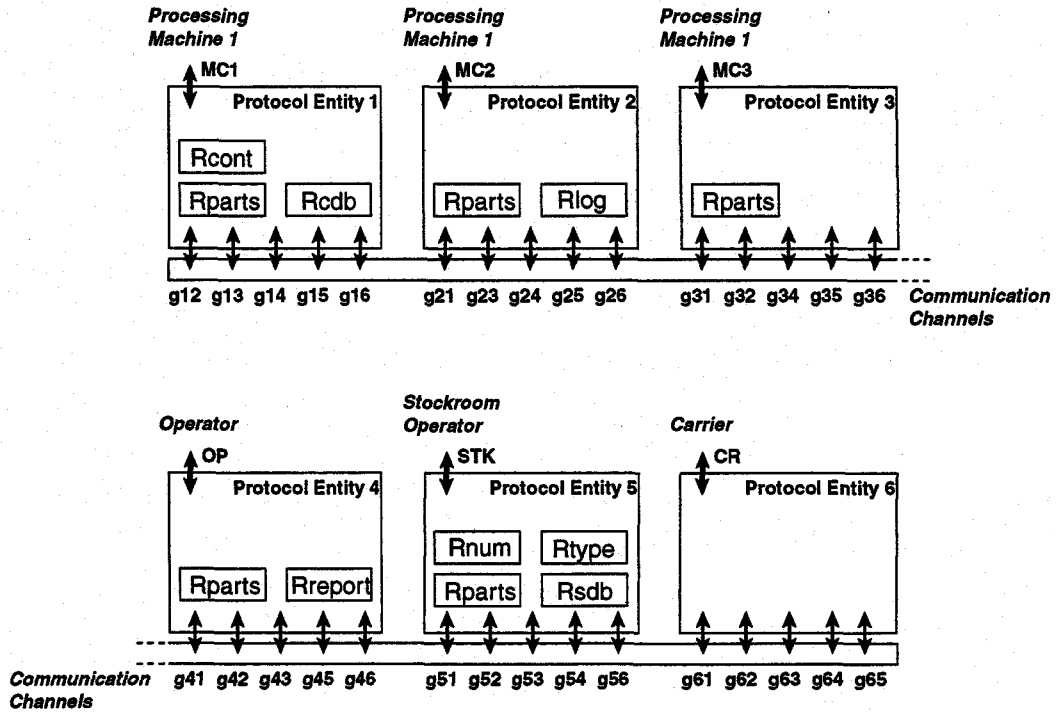 Processing
Machine 1
Processing
Machine 1
Processing
Machine 1
MC1
MC2
MC3
Protocol Entity 1
Protocol Entity 2
Protocol Entity 3
Rcont
Rparts
Rcdb
Rparts
Rlog
Rparts
g12 g13 g14 g15 g16
g21 g23 g24 g25 g26
g31 g32 g34 g35 g36
Communication
Channels
Operator
Stockroom
Operator
Carrier
OP
STK
CR
Protocol Entity 4
Protocol Entity 5
Protocol Entity 6
Rnum
Rtype
Rparts
Rreport
Rparts
Rsdb
Communication
Channels
g41 g42 g43 g45 g46
g51 g52 g53 g54 g56
g61 g62 g63 g64 g65